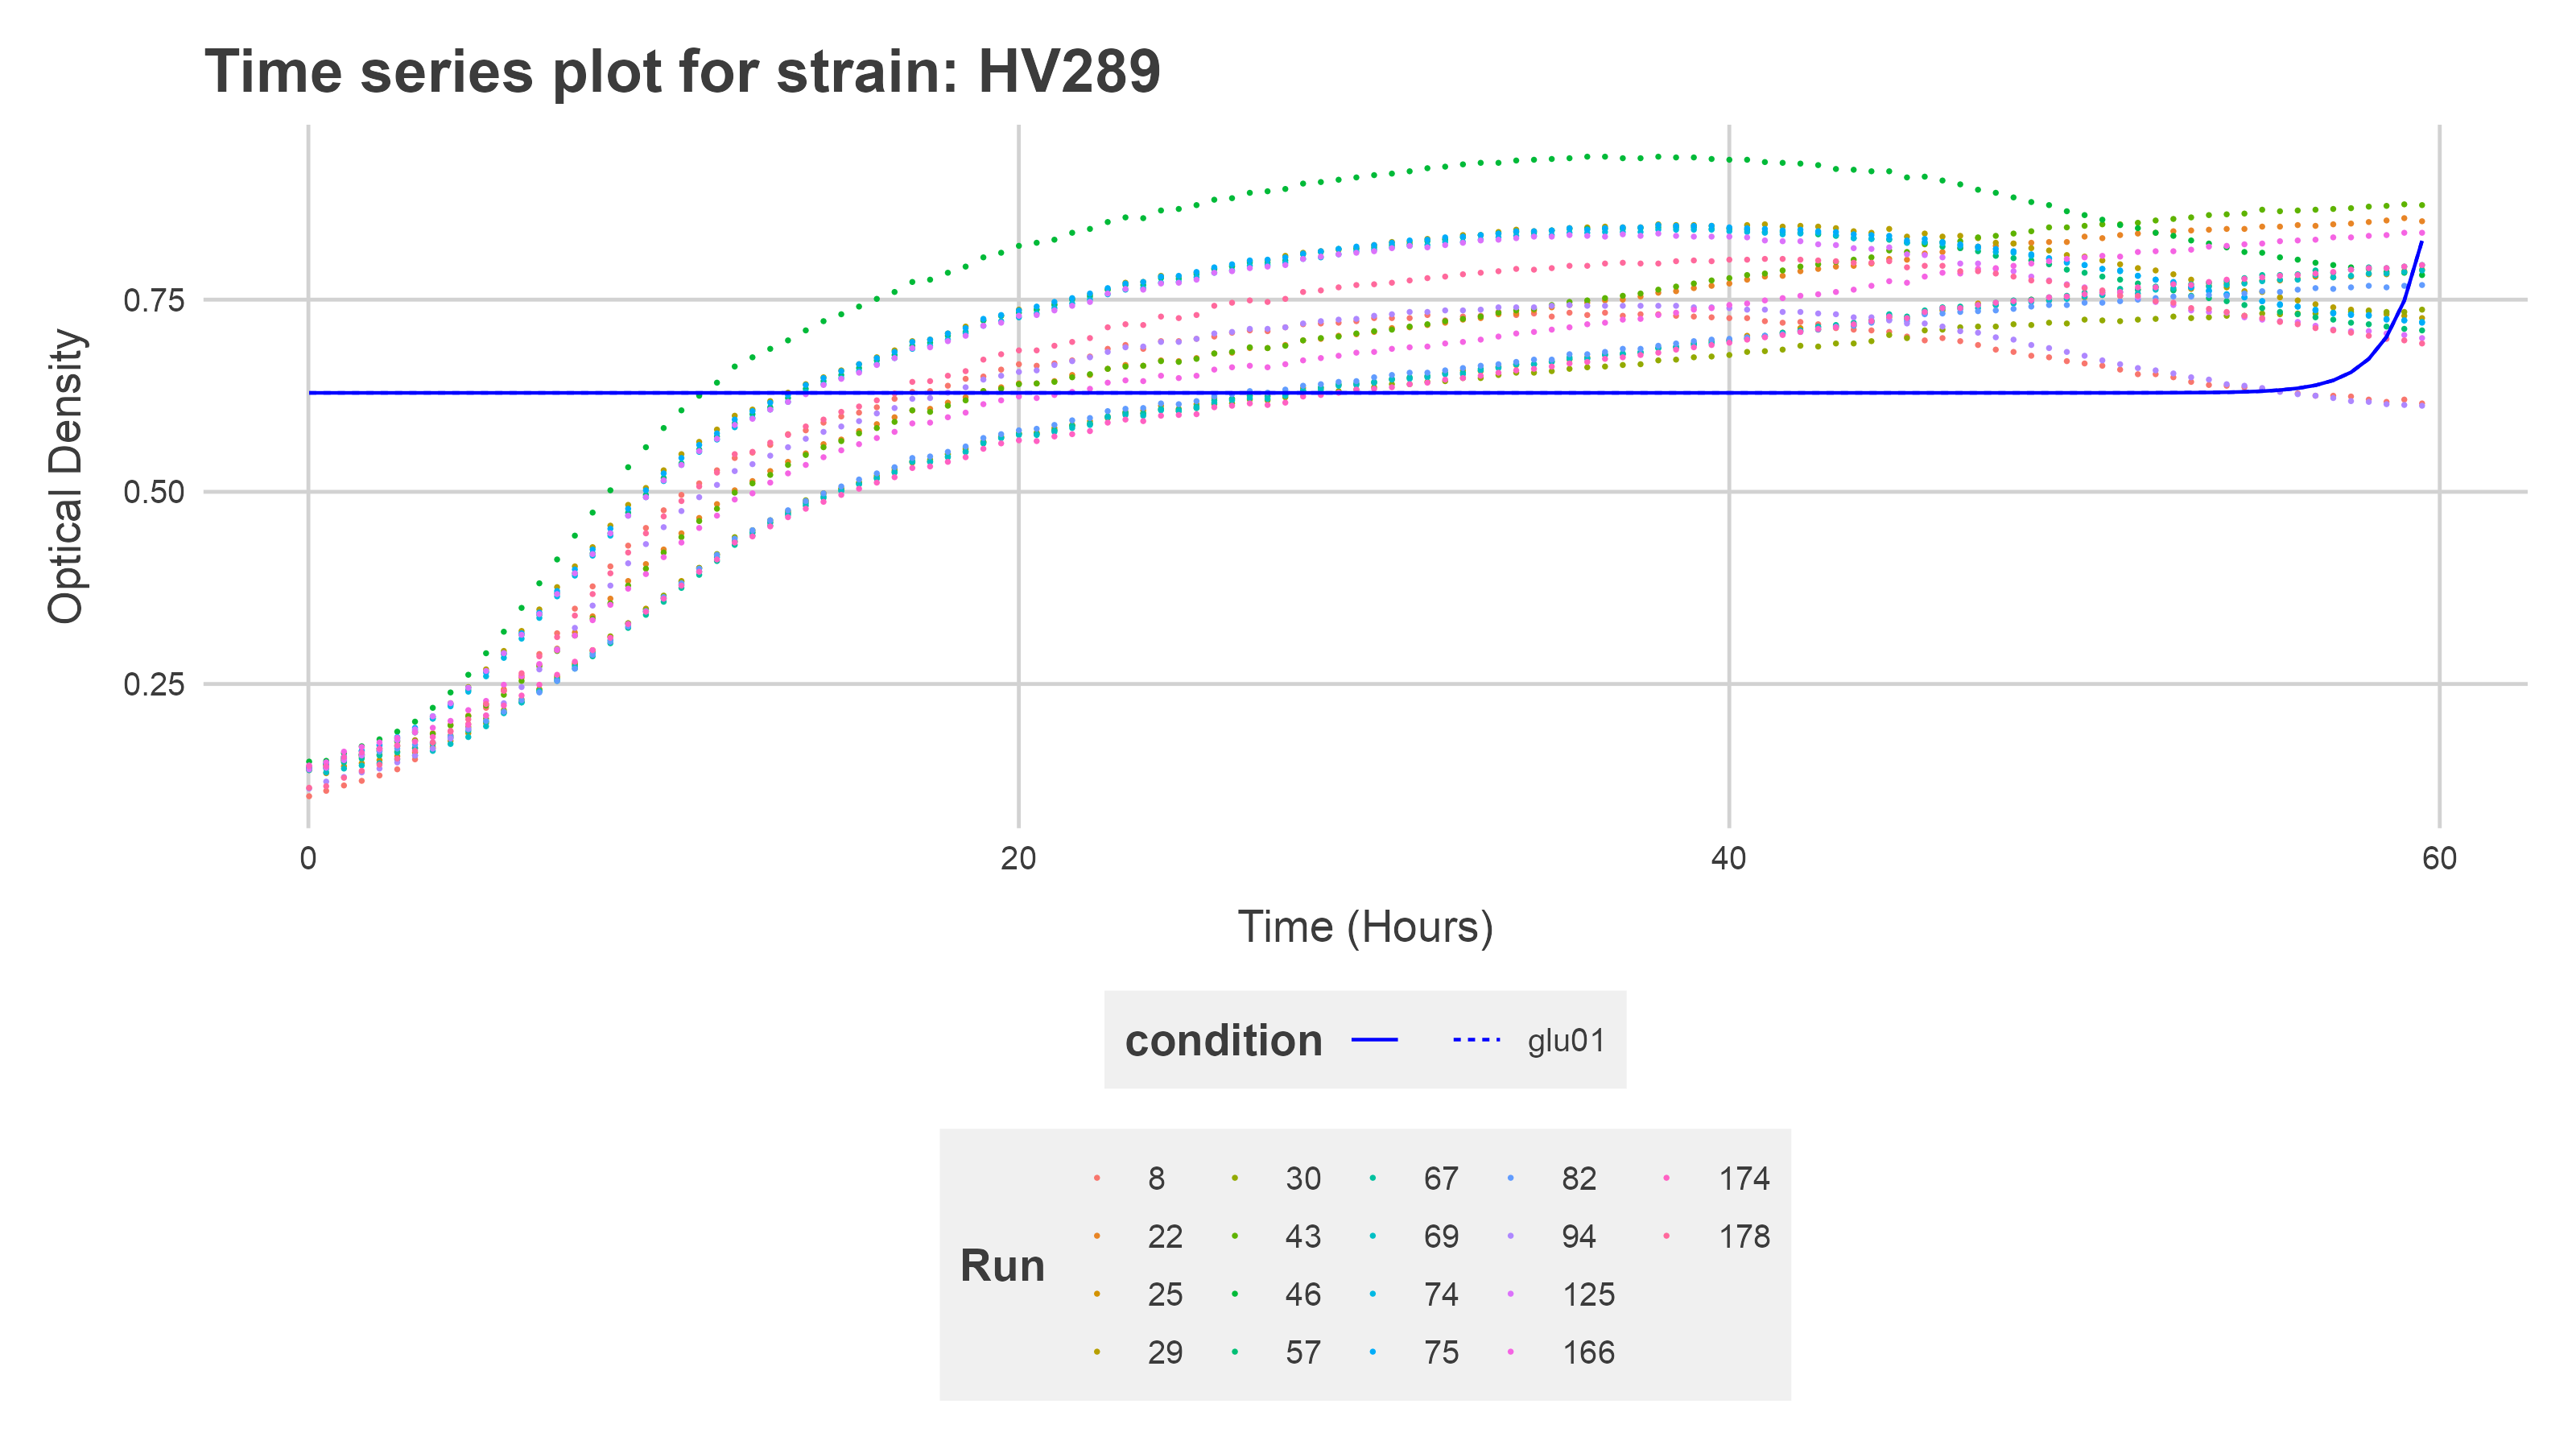 Time series plot for strain: HV289
Optical Density
0.75
0.50
0.25
0 20 40 60
Time (Hours)
condition glu01
Run
8 30 67 82 174
22 43 69 94 178
25 46 74 125
29 57 75 166